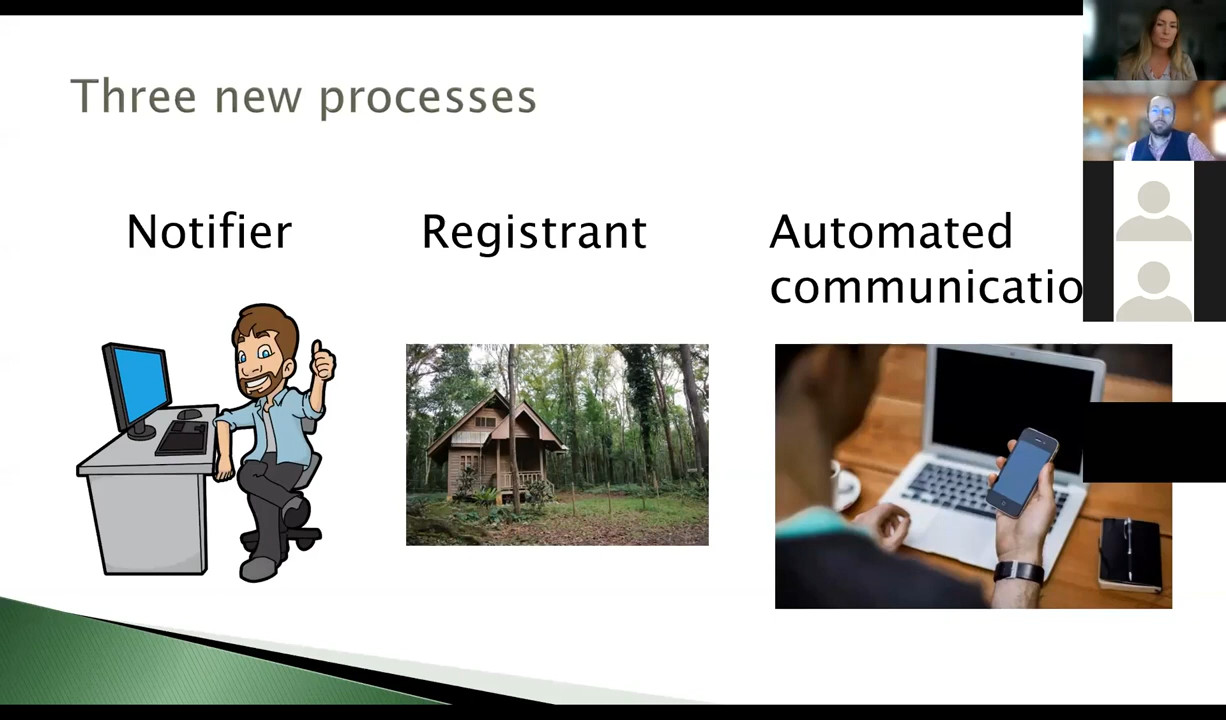 Three new processes
Notifier
Registrant
Automated
communicatio